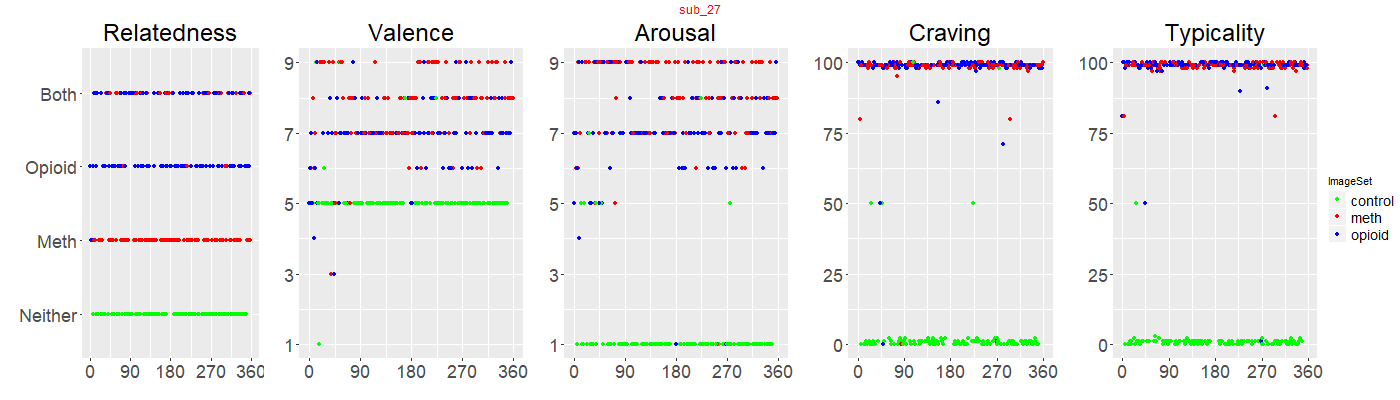 sub_27
Relatedness
Valence
Arousal
Craving
Typicality
Both
Opioid
Meth
Neither
0 90 180 270 360
9
7
5
3
1
0 90 180 270 360
9
7
5
3
1
0 90 180 270 360
100
75
50
25
0
0 90 180 270 360
100
75
50
25
0
0 90 180 270 360
ImageSet
control
meth
opioid